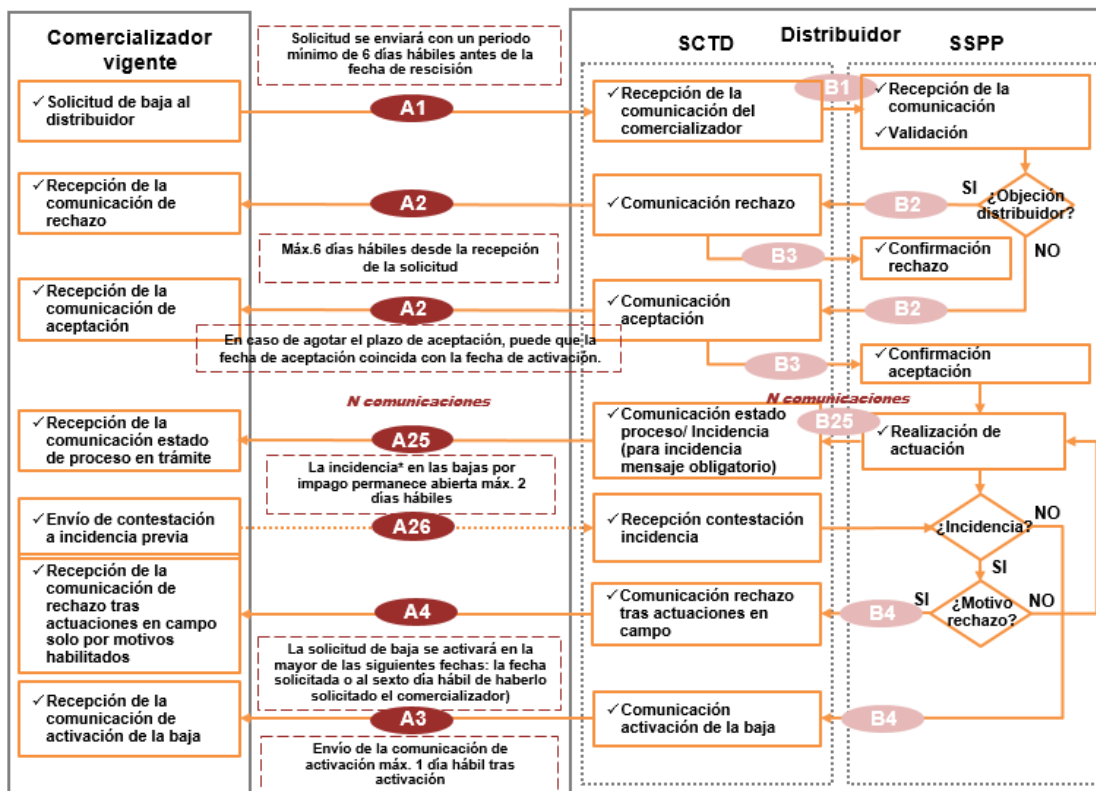 Comercializador
vigente
Solicitud se enviará con un periodo
mínimo de 6 días hábiles antes de la
fecha de rescisión
SCTD
Distribuidor
SSPP
✓ Solicitud de baja al
distribuidor
A1
✓ Recepción de la
comunicación del
comercializador
B1
✓ Recepción de la
comunicación
✓ Validación
✓ Recepción de la
comunicación de
rechazo
A2
✓ Comunicación rechazo
B2
SI
¿Objeción
distribuidor?
NO
Máx.6 días hábiles desde la recepción
de la solicitud
B3
✓ Confirmación
rechazo
✓ Recepción de la
comunicación de
aceptación
A2
✓ Comunicación
aceptación
B2
En caso de agotar el plazo de aceptación, puede que la
fecha de aceptación coincida con la fecha de activación.
B3
✓ Confirmación
aceptación
N comunicaciones
N comunicaciones
✓ Recepción de la
comunicación estado
de proceso en trámite
A25
✓ Comunicación estado
proceso/ Incidencia
(para incidencia
mensaje obligatorio)
B25
✓ Realización de
actuación
La incidencia* en las bajas por
impago permanece abierta máx. 2
días hábiles
✓ Envío de contestación
a incidencia previa
A26
✓ Recepción contestación
incidencia
¿Incidencia?
NO
SI
✓ Recepción de la
comunicación de
rechazo tras
actuaciones en campo
solo por motivos
habilitados
A4
✓ Comunicación rechazo
tras actuaciones en
campo
B4
SI
¿Motivo
rechazo?
NO
La solicitud de baja se activará en la
mayor de las siguientes fechas: la fecha
solicitada o al sexto día hábil de haberlo
solicitado el comercializador)
✓ Recepción de la
comunicación de
activación de la baja
A3
✓ Comunicación
activación de la baja
B4
Envío de la comunicación de
activación máx. 1 día hábil tras
activación